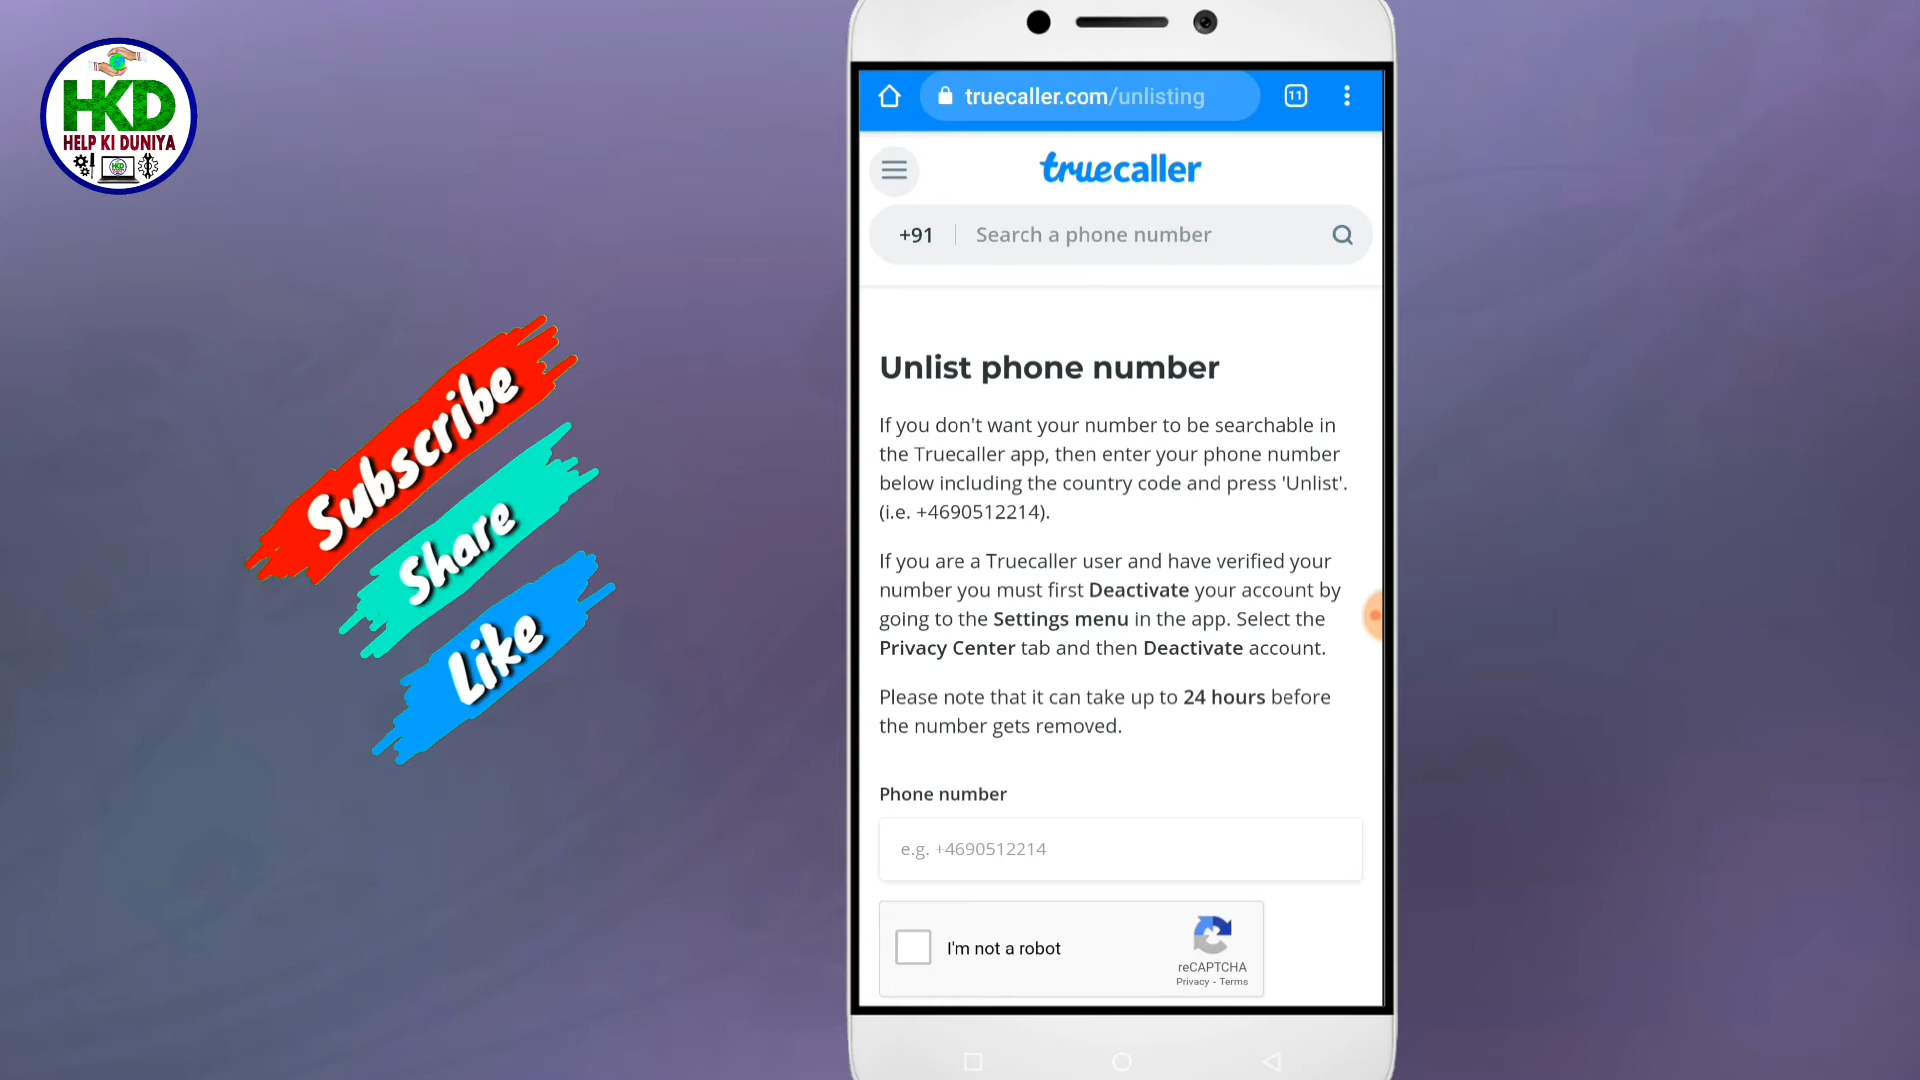 HKD
HELP KI DUNIYA
HKD
Subscribe
Share
Like
truecaller.com/unlisting
11
truecaller
+91
Search a phone number
Unlist phone number
If you don't want your number to be searchable in
the Truecaller app, then enter your phone number
below including the country code and press 'Unlist'.
(i.e. +4690512214).
If you are a Truecaller user and have verified your
number you must first Deactivate your account by
going to the Settings menu in the app. Select the
Privacy Center tab and then Deactivate account.
Please note that it can take up to 24 hours before
the number gets removed.
Phone number
e.g. +4690512214
I'm not a robot
reCAPTCHA
Privacy - Terms